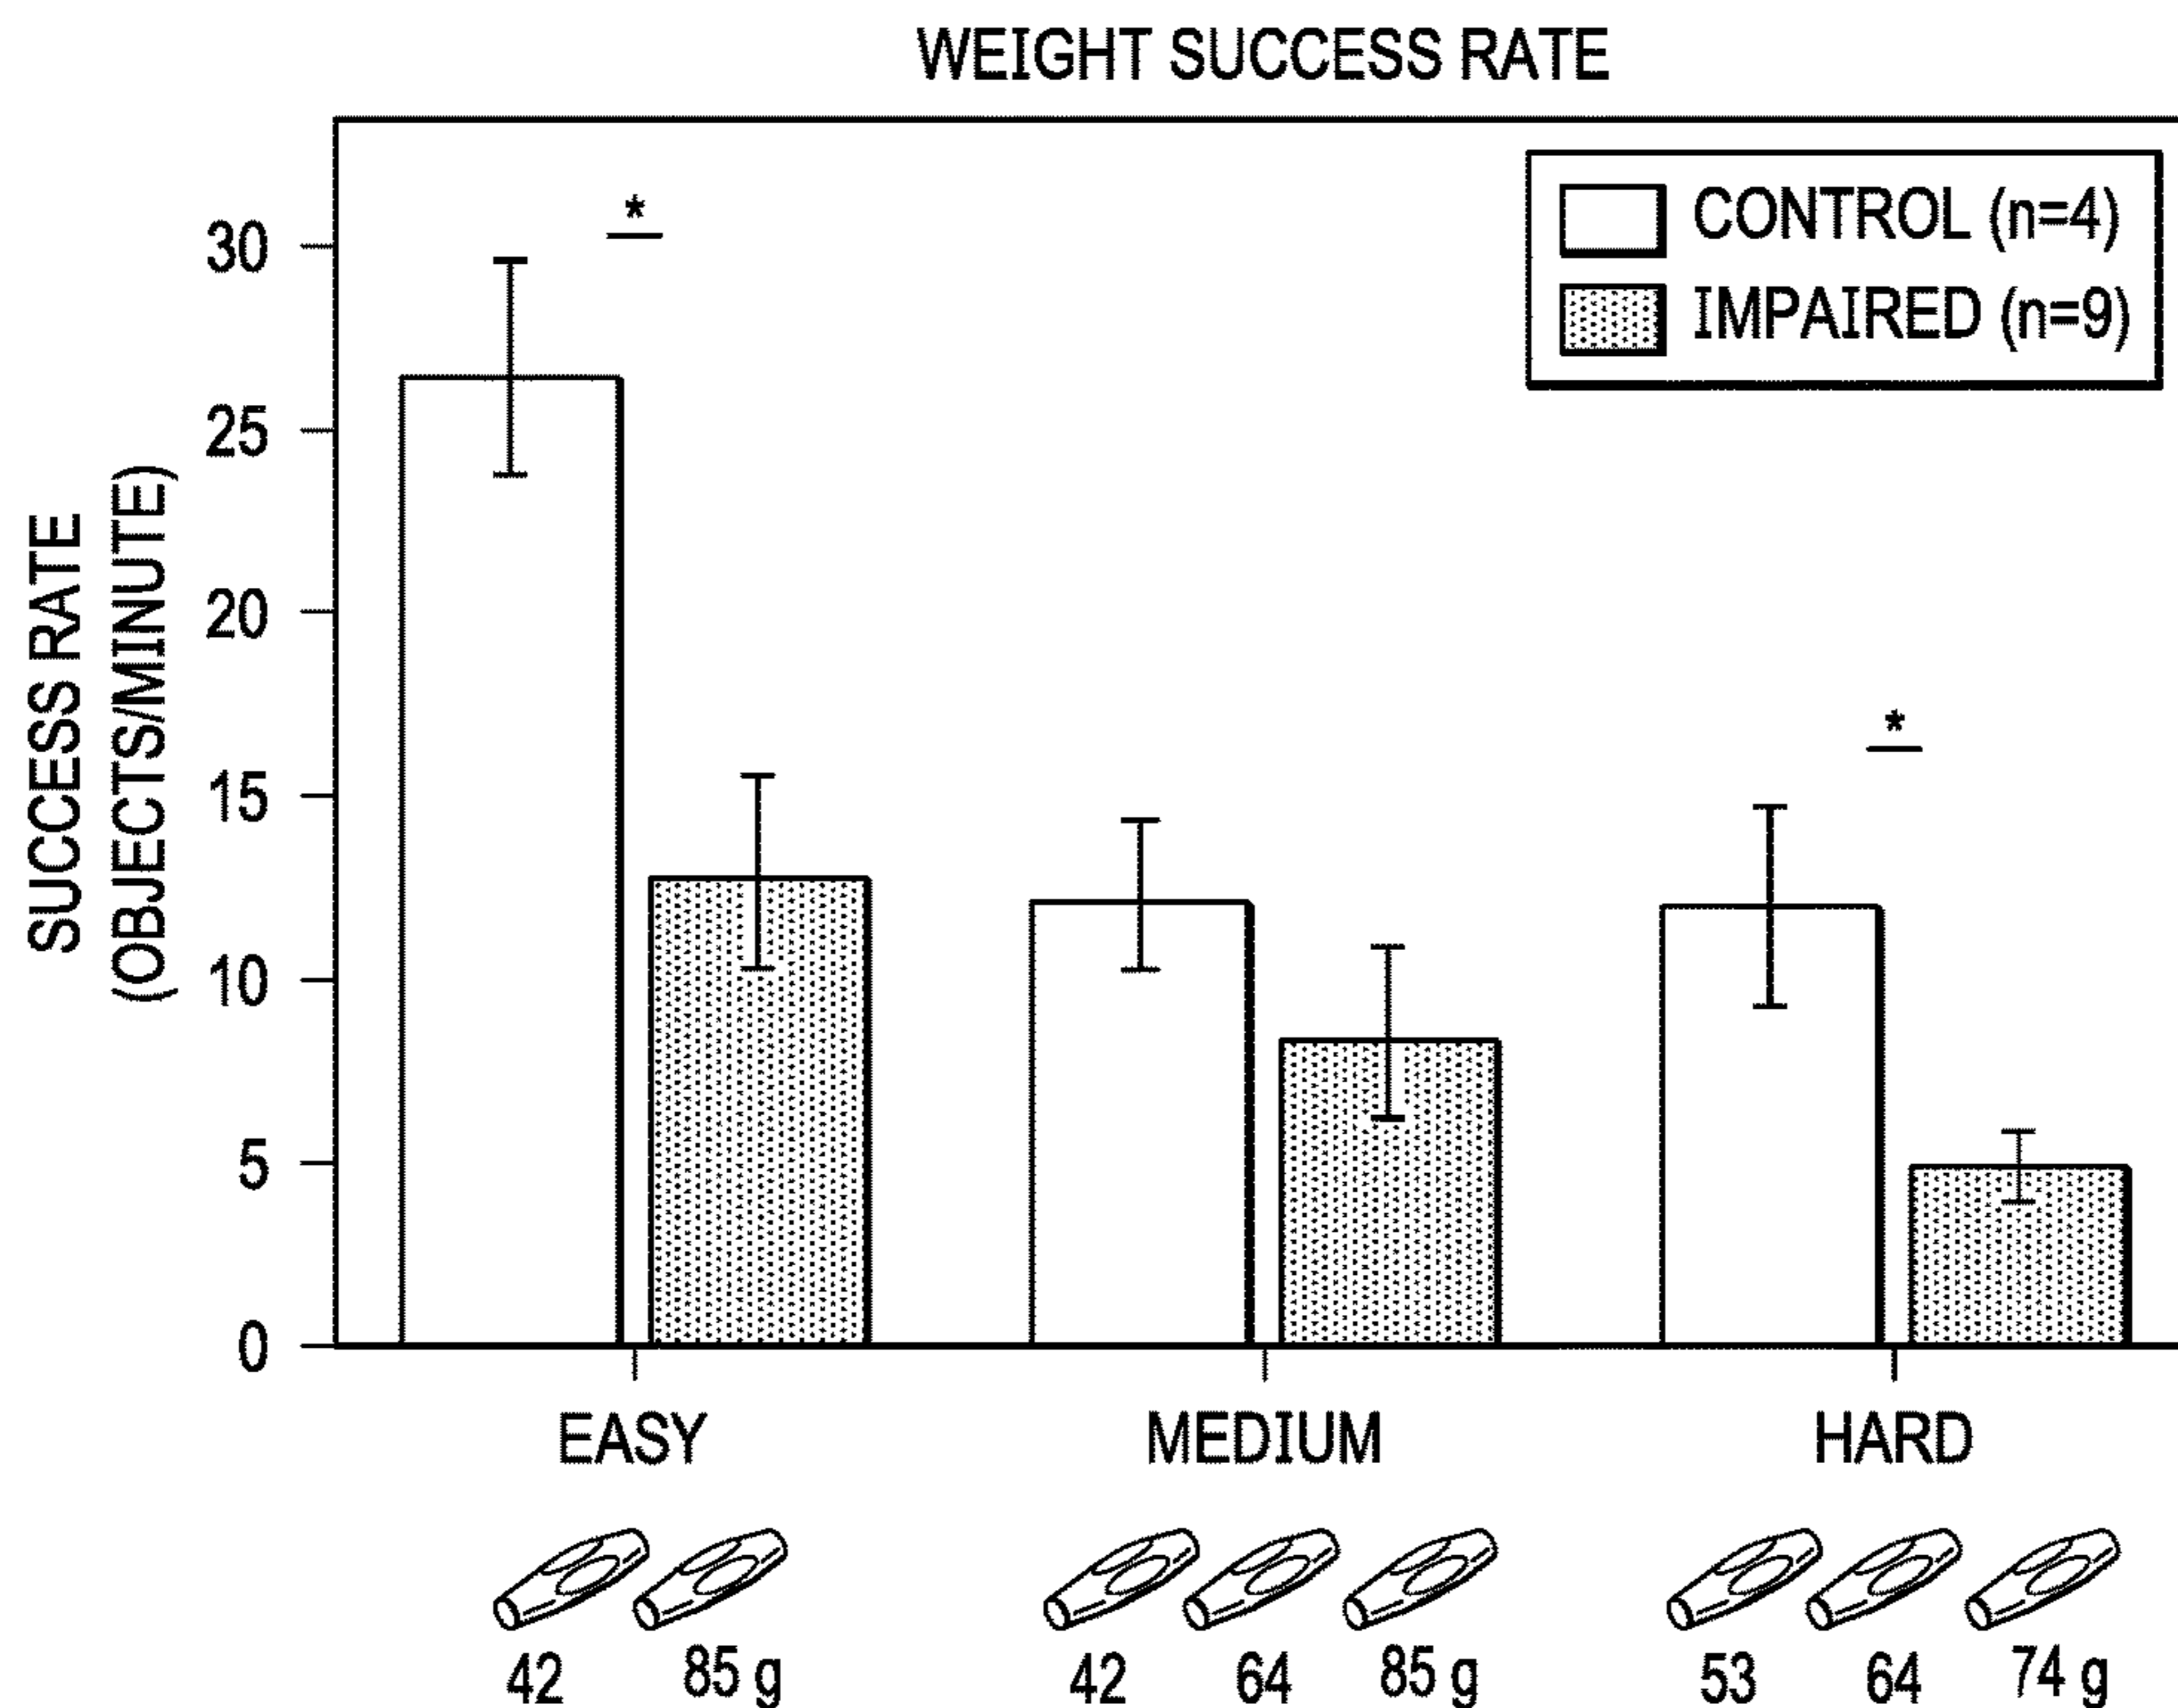 WEIGHT SUCCESS RATE
*
*
CONTROL (n=4)
IMPAIRED (n=9)
SUCCESS RATE
(OBJECTS/MINUTE)
30
25
20
15
10
5
0
EASY MEDIUM HARD
42 85 g 42 64 85 g 53 64 74 g